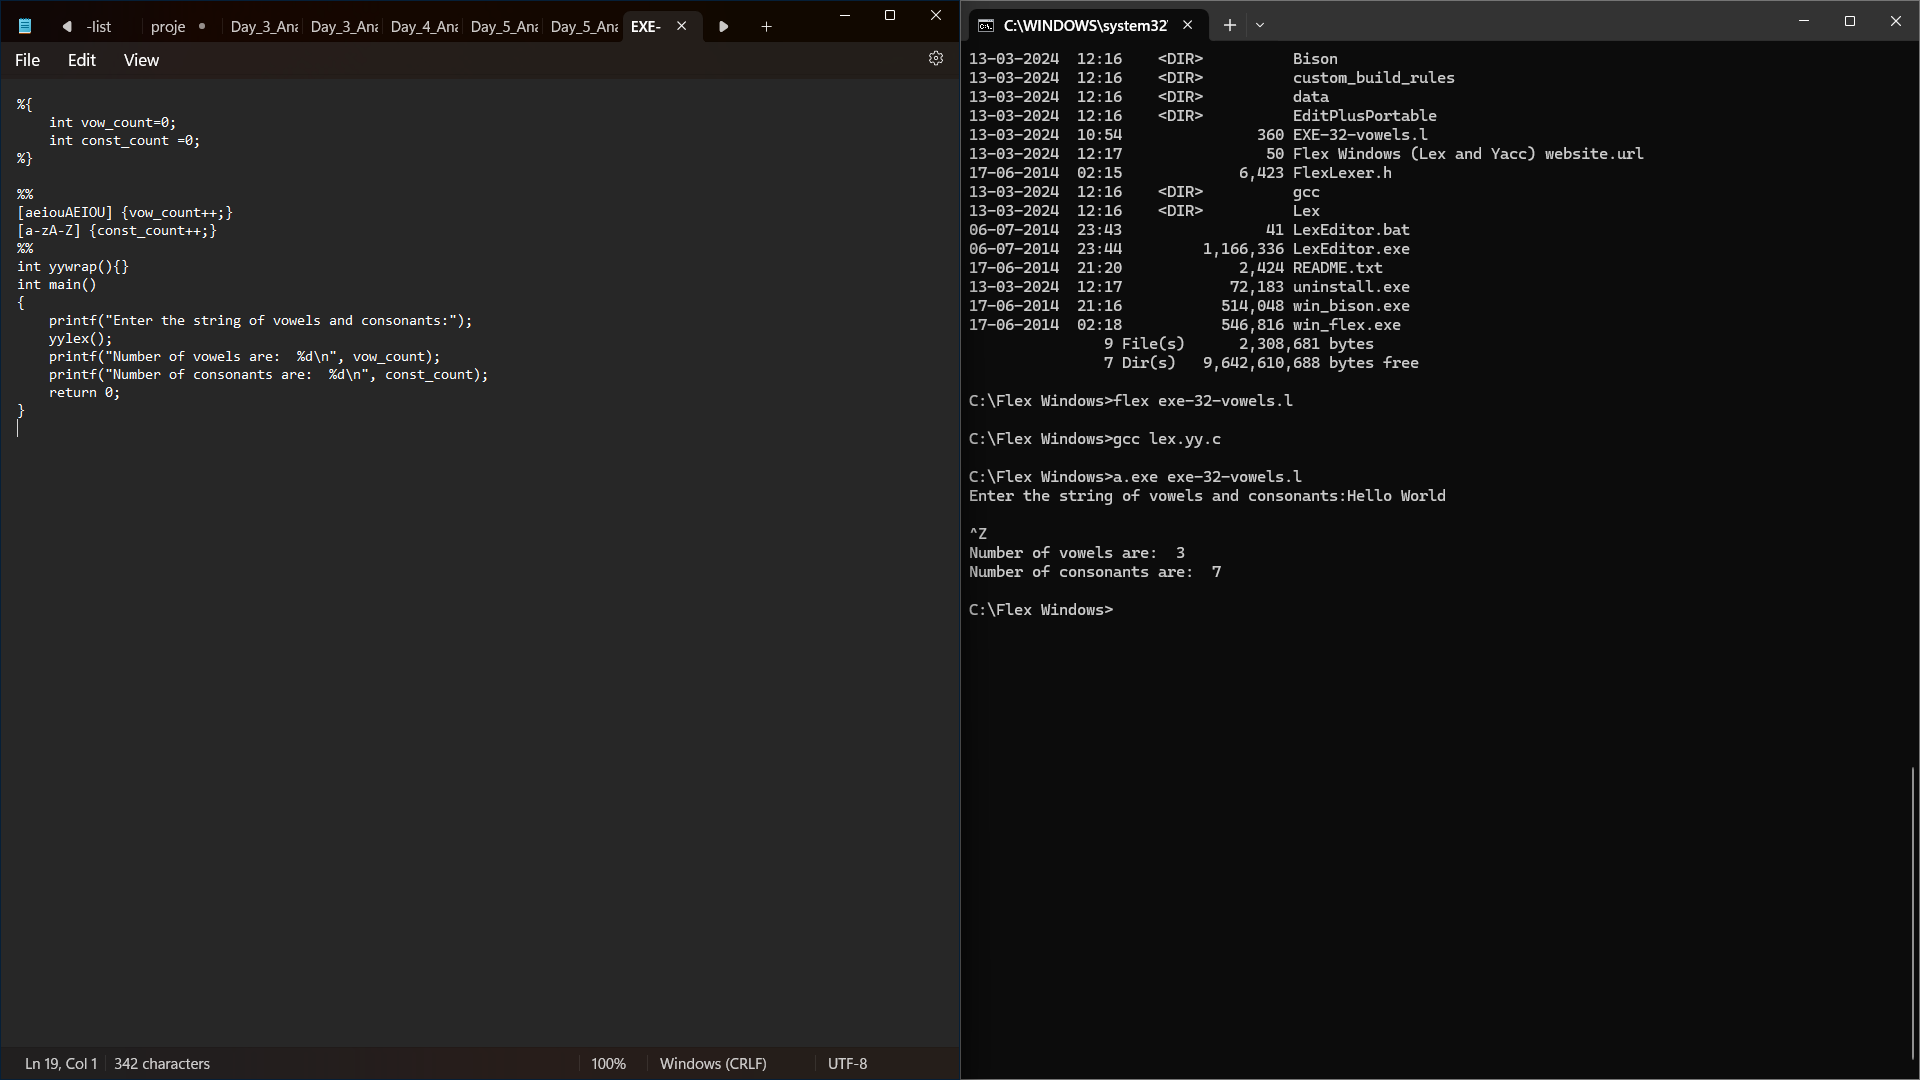 -list proje Day_3_Ana Day_3_Ana Day_4_Ana Day_5_Ana Day_5_Ana EXE-
File Edit View
%{
    int vow_count=0;
    int const_count =0;
%}
%%
[aeiouAEIOU] {vow_count++;}
[a-zA-Z] {const_count++;}
%%
int yywrap(){}
int main()
{
    printf("Enter the string of vowels and consonants:");
    yylex();
    printf("Number of vowels are:  %d\n", vow_count);
    printf("Number of consonants are:  %d\n", const_count);
    return 0;
}
Ln 19, Col 1 342 characters 100% Windows (CRLF) UTF-8
C:\WINDOWS\system32\
13-03-2024  12:16    <DIR>          Bison
13-03-2024  12:16    <DIR>          custom_build_rules
13-03-2024  12:16    <DIR>          data
13-03-2024  12:16    <DIR>          EditPlusPortable
13-03-2024  10:54               360 EXE-32-vowels.l
13-03-2024  12:17                50 Flex Windows (Lex and Yacc) website.url
17-06-2014  02:15             6,423 FlexLexer.h
13-03-2024  12:16    <DIR>          gcc
13-03-2024  12:16    <DIR>          Lex
06-07-2014  23:43                41 LexEditor.bat
06-07-2014  23:44         1,166,336 LexEditor.exe
17-06-2014  21:20             2,424 README.txt
13-03-2024  12:17            72,183 uninstall.exe
17-06-2014  21:16           514,048 win_bison.exe
17-06-2014  02:18           546,816 win_flex.exe
               9 File(s)      2,308,681 bytes
               7 Dir(s)   9,642,610,688 bytes free
C:\Flex Windows>flex exe-32-vowels.l
C:\Flex Windows>gcc lex.yy.c
C:\Flex Windows>a.exe exe-32-vowels.l
Enter the string of vowels and consonants:Hello World
^Z
Number of vowels are:  3
Number of consonants are:  7
C:\Flex Windows>